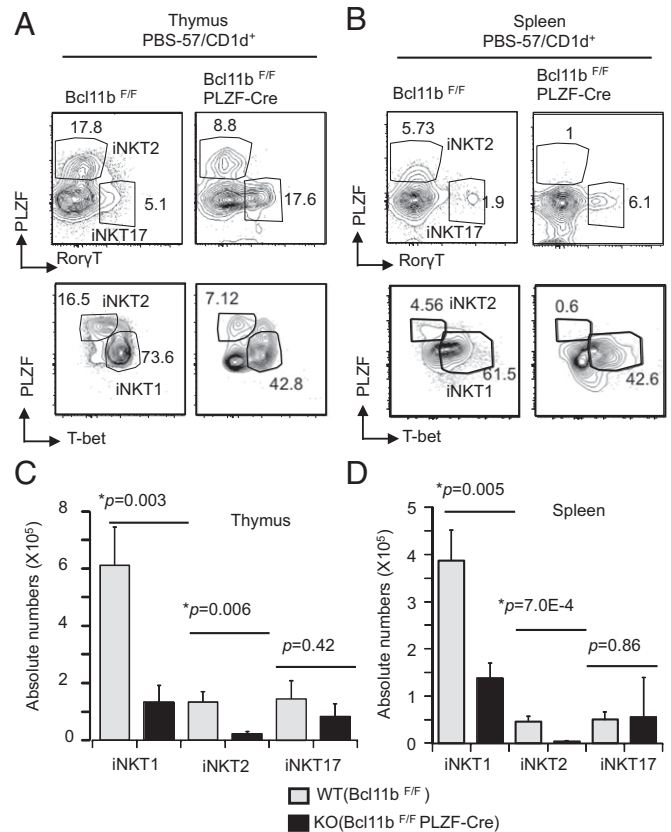 A
Thymus
PBS-57/CD1d+
Bcl11b F/F
Bcl11b F/F
PLZF-Cre
17.8
iNKT2
5.1
iNKT17
8.8
17.6
PLZF
RorγT
16.5
iNKT2
73.6
iNKT1
7.12
42.8
PLZF
T-bet
B
Spleen
PBS-57/CD1d+
Bcl11b F/F
Bcl11b F/F
PLZF-Cre
5.73
iNKT2
1.9
iNKT17
1
6.1
PLZF
RorγT
4.56
iNKT2
61.5
iNKT1
0.6
42.6
PLZF
T-bet
C
Thymus
*p=0.003
*p=0.006
p=0.42
Absolute numbers (X10⁵)
8
6
4
2
0
iNKT1 iNKT2 iNKT17
D
Spleen
*p=0.005
*p=7.0E-4
p=0.86
Absolute numbers (X10⁵)
5
4
3
2
1
0
iNKT1 iNKT2 iNKT17
WT(Bcl11b F/F)
KO(Bcl11b F/F PLZF-Cre)